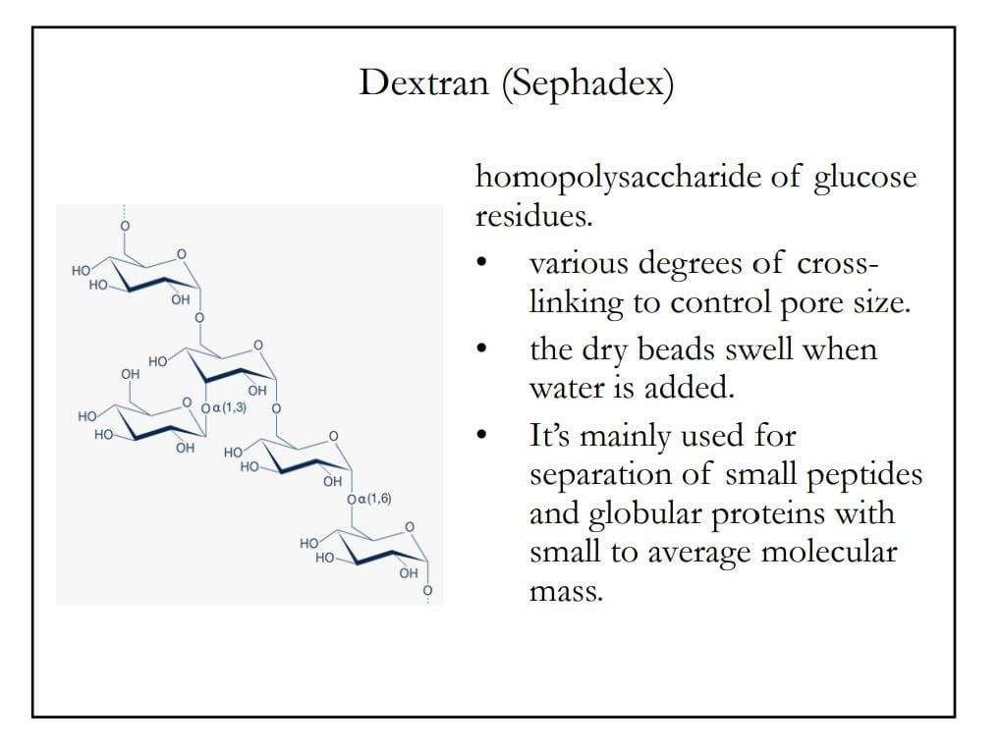 Dextran (Sephadex)
homopolysaccharide of glucose
residues.
• various degrees of cross-
linking to control pore size.
• the dry beads swell when
water is added.
• It’s mainly used for
separation of small peptides
and globular proteins with
small to average molecular
mass.
O
O
HO
HO
OH
O
O
HO
OH
OH
O
Oα(1,3)
O
HO
HO
OH
O
HO
HO
OH
Oα(1,6)
O
HO
HO
OH
O